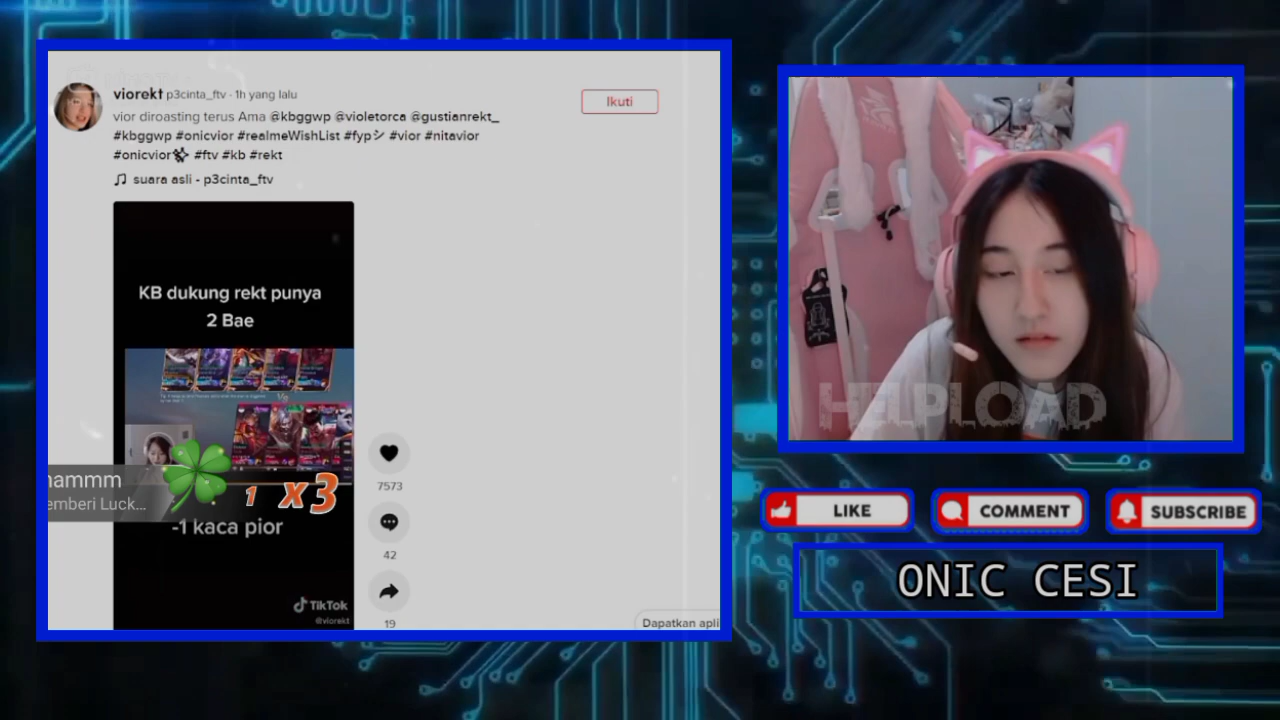 viorekt p3cinta_ftv · 1h yang lalu
Ikuti
vior diroasting terus Ama @kbggwp @violetorca @gustianrekt_
#kbggwp #onicvior #realmeWishList #fypシ #vior #nitavior
#onicvior #ftv #kb #rekt
suara asli - p3cinta_ftv
KB dukung rekt punya
2 Bae
hammm
emberi Luck...
1 x3
-1 kaca pior
TikTok
@viorekt
7573
42
19
Dapatkan apli
HELPLOAD
LIKE
COMMENT
SUBSCRIBE
ONIC CESI